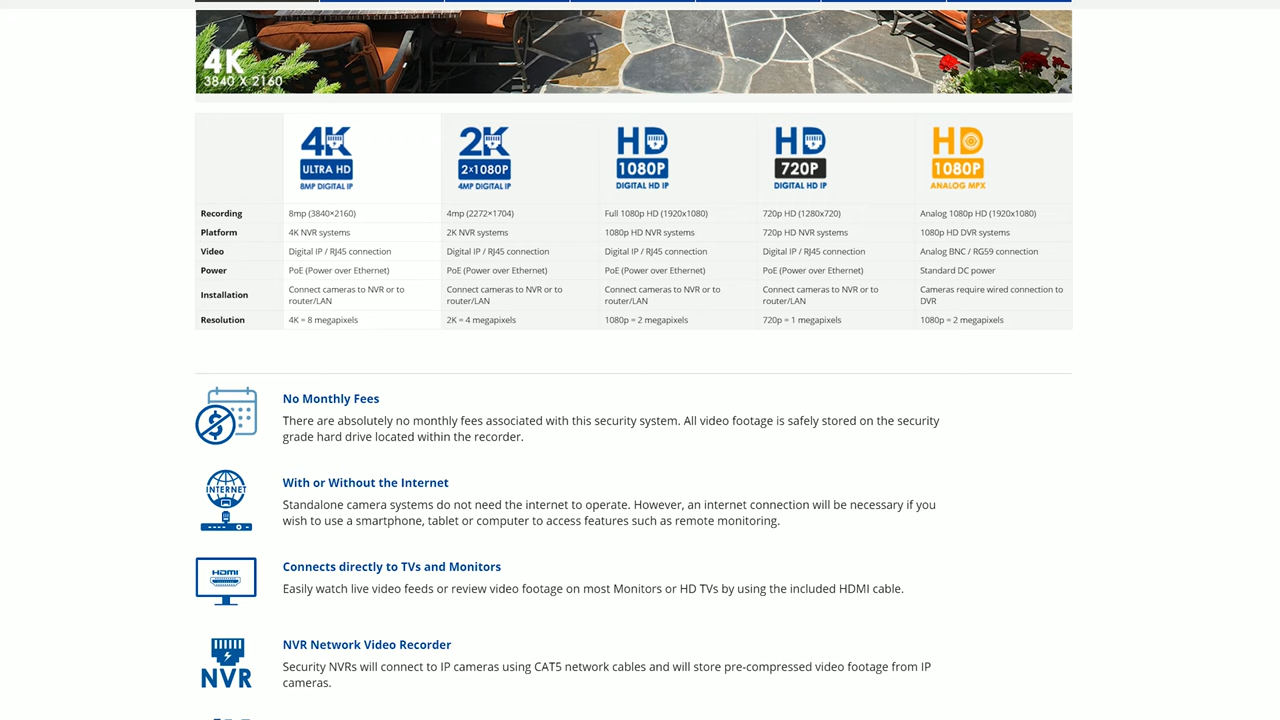 4K
3840 X 2160
4K
ULTRA HD
8MP DIGITAL IP
2K
2x1080P
4MP DIGITAL IP
HD
1080P
DIGITAL HD IP
HD
720P
DIGITAL HD IP
HD
1080P
ANALOG MPX
Recording 8mp (3840×2160) 4mp (2272×1704) Full 1080p HD (1920x1080) 720p HD (1280x720) Analog 1080p HD (1920x1080)
Platform 4K NVR systems 2K NVR systems 1080p HD NVR systems 720p HD NVR systems 1080p HD DVR systems
Video Digital IP / RJ45 connection Digital IP / RJ45 connection Digital IP / RJ45 connection Digital IP / RJ45 connection Analog BNC / RG59 connection
Power PoE (Power over Ethernet) PoE (Power over Ethernet) PoE (Power over Ethernet) PoE (Power over Ethernet) Standard DC power
Installation Connect cameras to NVR or to Connect cameras to NVR or to Connect cameras to NVR or to Connect cameras to NVR or to Cameras require wired connection to
router/LAN router/LAN router/LAN router/LAN DVR
Resolution 4K = 8 megapixels 2K = 4 megapixels 1080p = 2 megapixels 720p = 1 megapixels 1080p = 2 megapixels
No Monthly Fees
There are absolutely no monthly fees associated with this security system. All video footage is safely stored on the security
grade hard drive located within the recorder.
INTERNET
With or Without the Internet
Standalone camera systems do not need the internet to operate. However, an internet connection will be necessary if you
wish to use a smartphone, tablet or computer to access features such as remote monitoring.
HDMI
Connects directly to TVs and Monitors
Easily watch live video feeds or review video footage on most Monitors or HD TVs by using the included HDMI cable.
NVR
NVR Network Video Recorder
Security NVRs will connect to IP cameras using CAT5 network cables and will store pre-compressed video footage from IP
cameras.